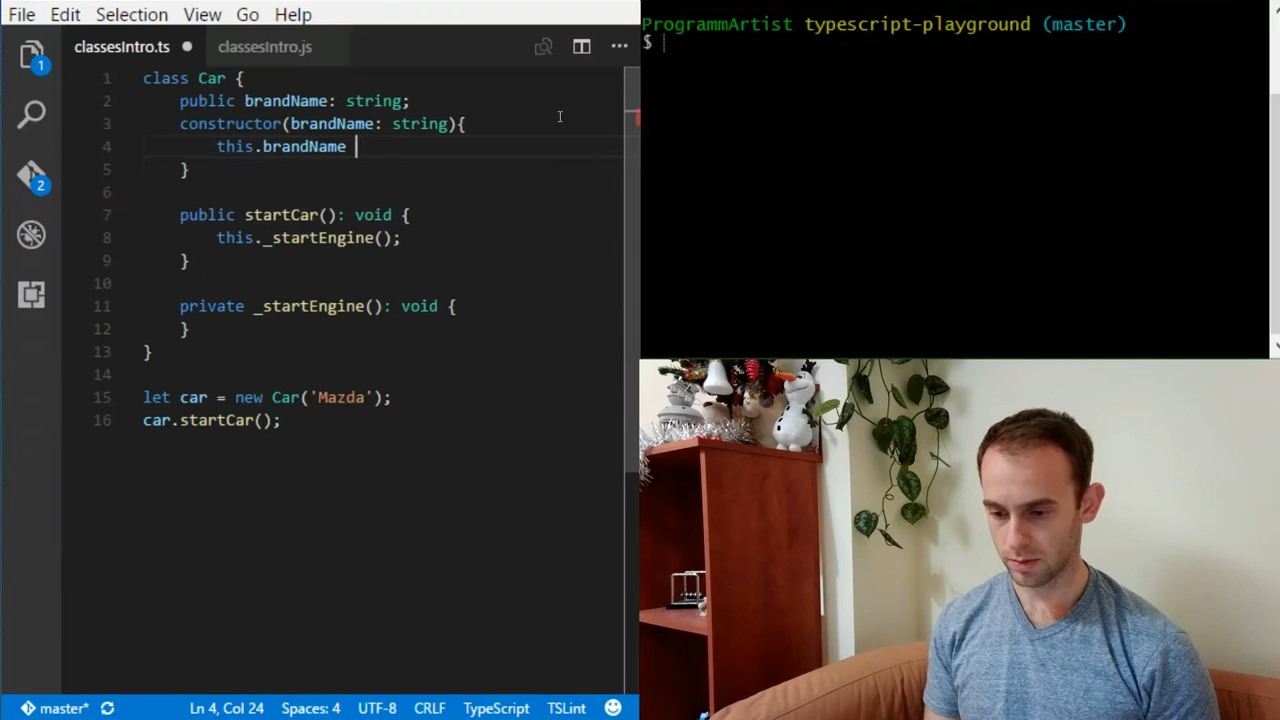 File Edit Selection View Go Help
classesIntro.ts classesIntro.js
1 class Car {
2 public brandName: string;
3 constructor(brandName: string){
4 this.brandName
5 }
6
7 public startCar(): void {
8 this._startEngine();
9 }
10
11 private _startEngine(): void {
12 }
13 }
14
15 let car = new Car('Mazda');
16 car.startCar();
1
2
master* Ln 4, Col 24 Spaces: 4 UTF-8 CRLF TypeScript TSLint
ProgrammArtist typescript-playground (master)
$